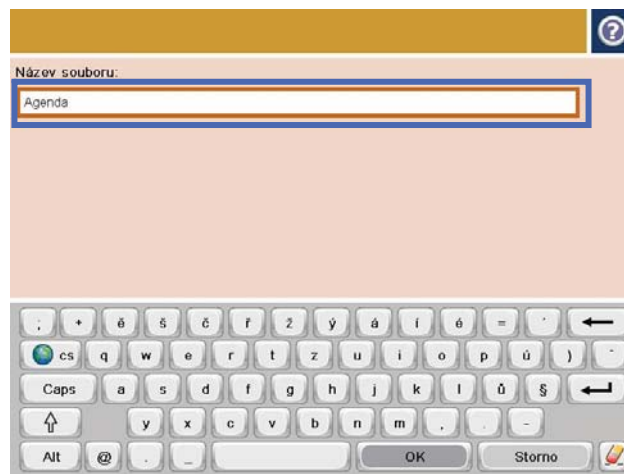 ?
Název souboru:
Agenda
; + ě š č ř ž ý á í é = ´
cs q w e r t z u i o p ú )
Caps a s d f g h j k l ů §
y x c v b n m , . -
Alt @ . _ OK Storno